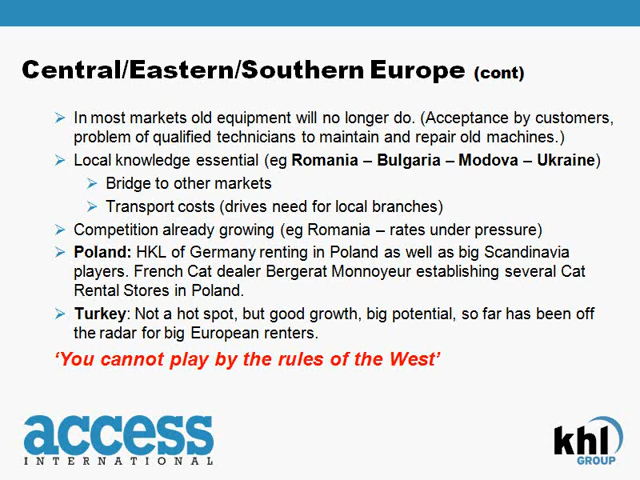 Central/Eastern/Southern Europe (cont)
In most markets old equipment will no longer do. (Acceptance by customers,
problem of qualified technicians to maintain and repair old machines.)
Local knowledge essential (eg Romania – Bulgaria – Modova – Ukraine)
Bridge to other markets
Transport costs (drives need for local branches)
Competition already growing (eg Romania – rates under pressure)
Poland: HKL of Germany renting in Poland as well as big Scandinavia
players. French Cat dealer Bergerat Monnoyeur establishing several Cat
Rental Stores in Poland.
Turkey: Not a hot spot, but good growth, big potential, so far has been off
the radar for big European renters.
‘You cannot play by the rules of the West’
access
INTERNATIONAL
khl
GROUP